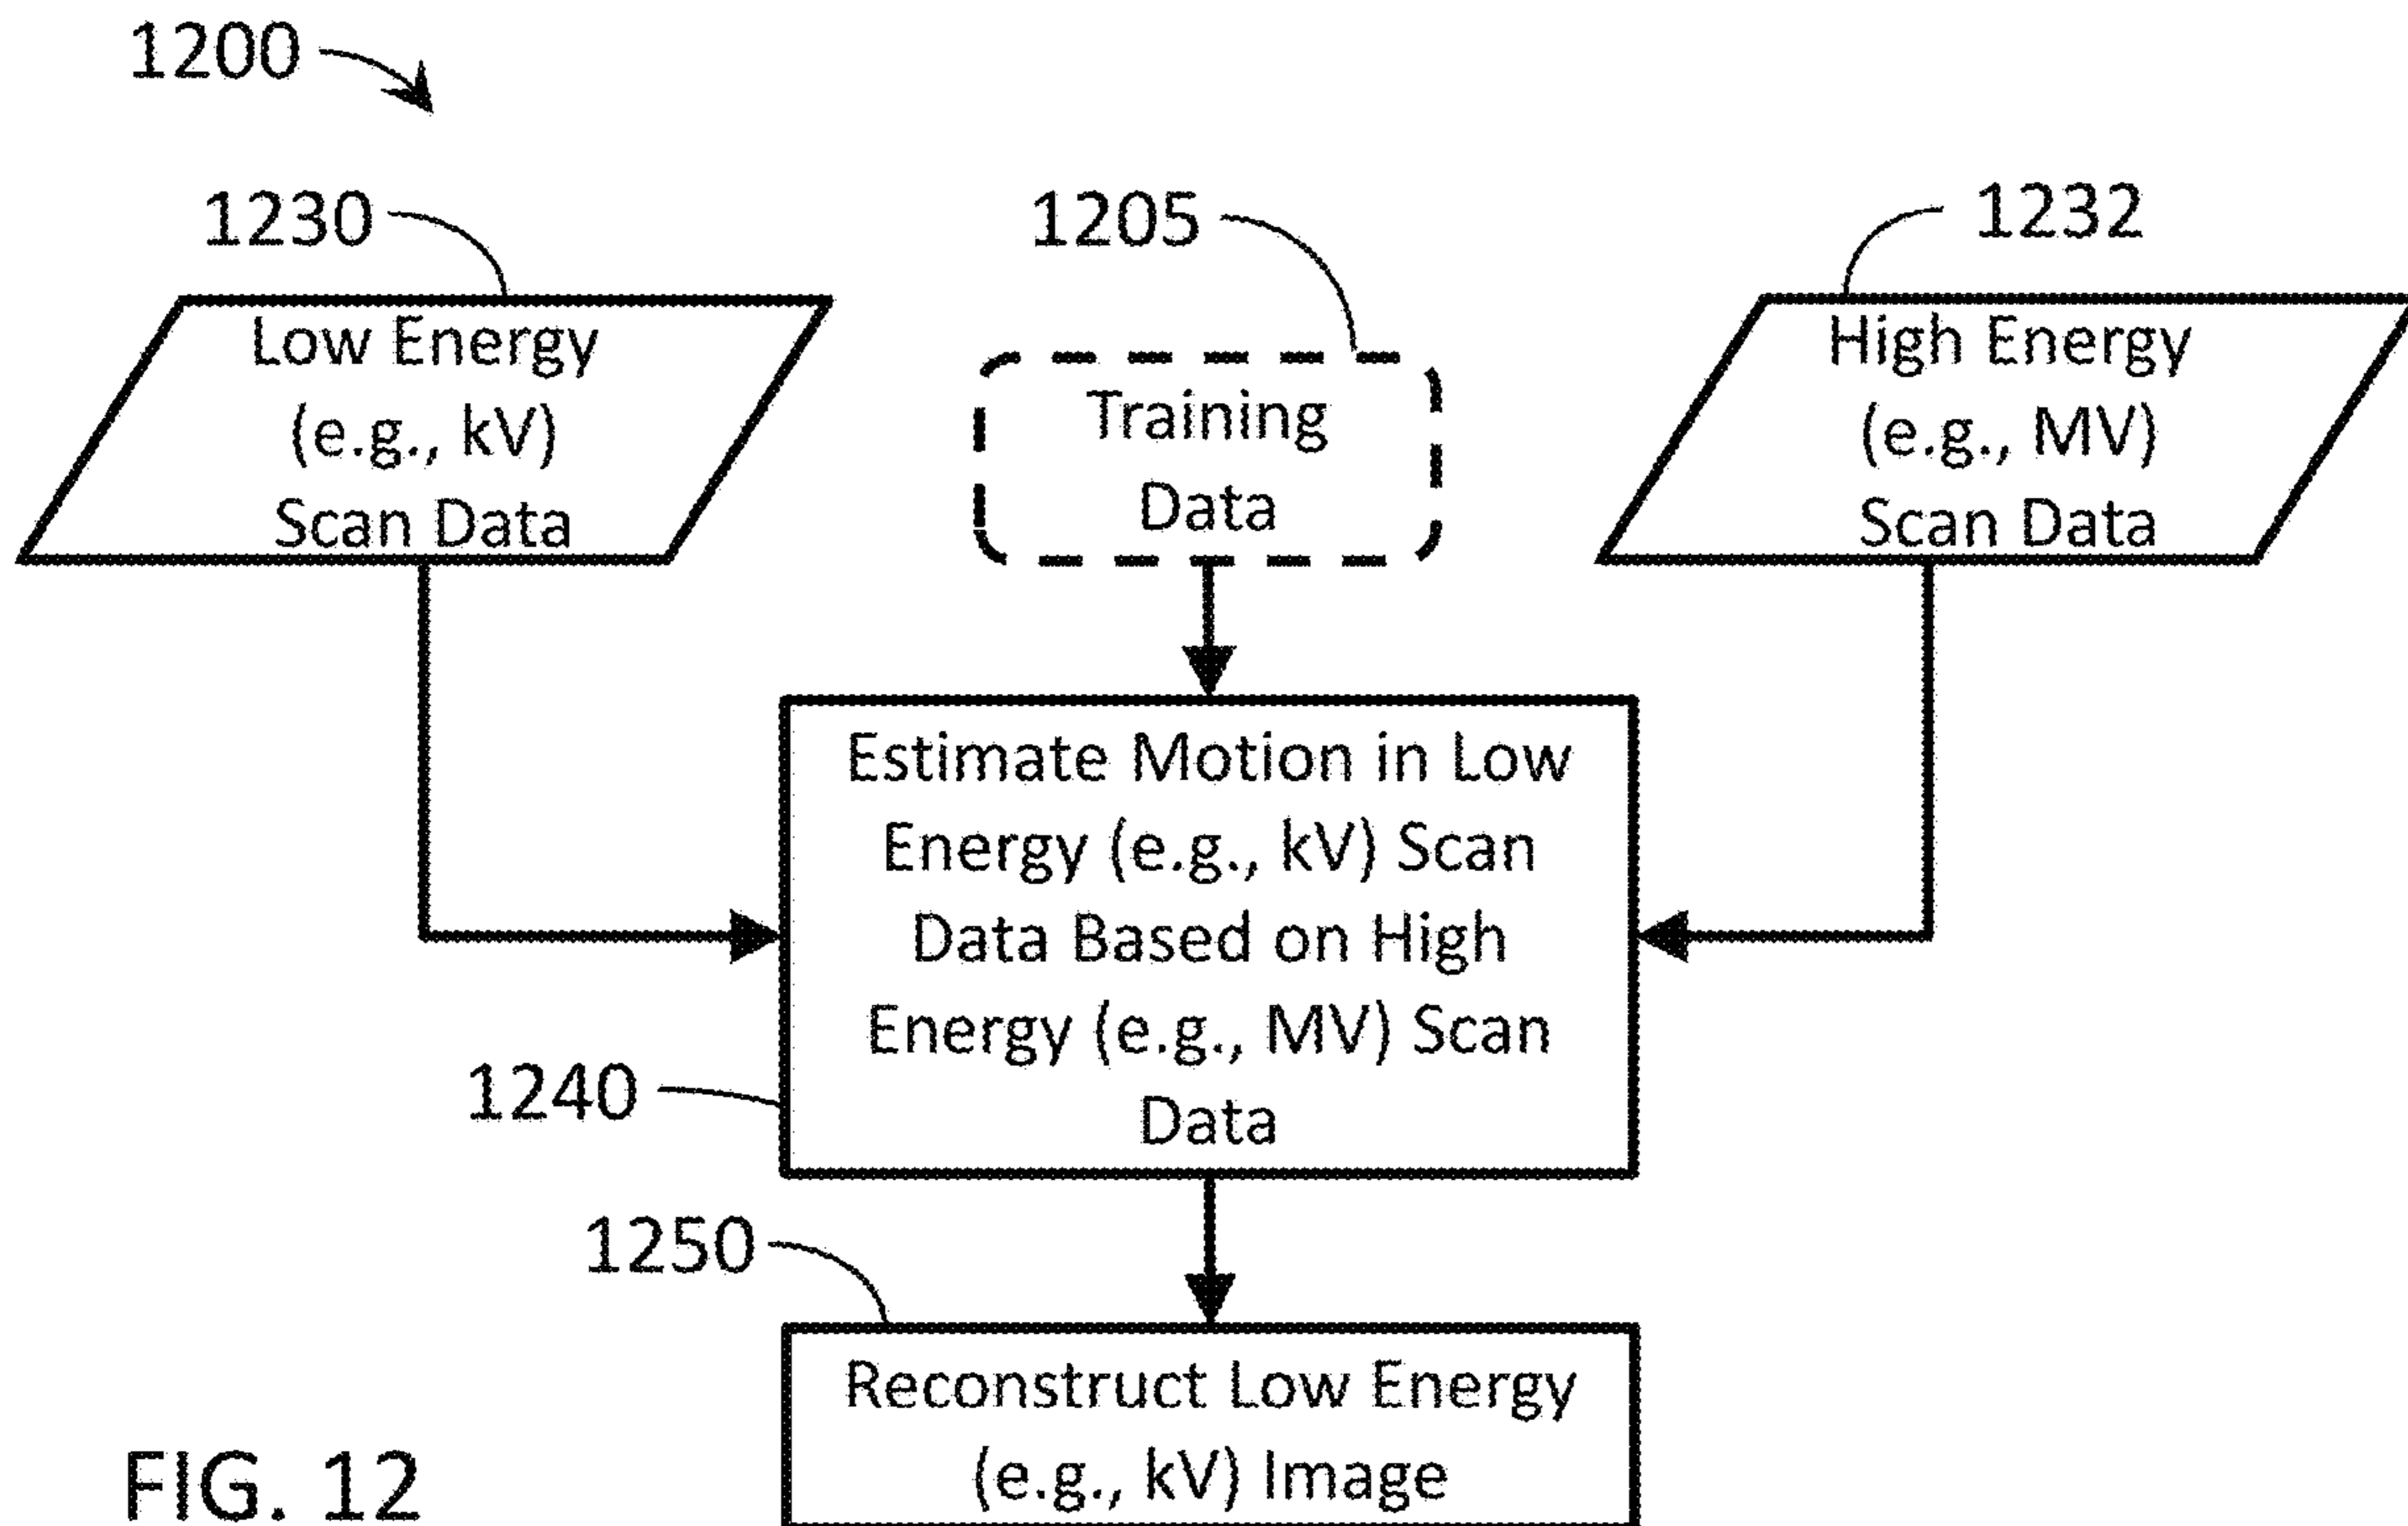 1200
1230
1205
1232
Low Energy
(e.g., kV)
Scan Data
Training
Data
High Energy
(e.g., MV)
Scan Data
Estimate Motion in Low
Energy (e.g., kV) Scan
Data Based on High
Energy (e.g., MV) Scan
Data
1240
1250
Reconstruct Low Energy
(e.g., kV) Image
FIG. 12